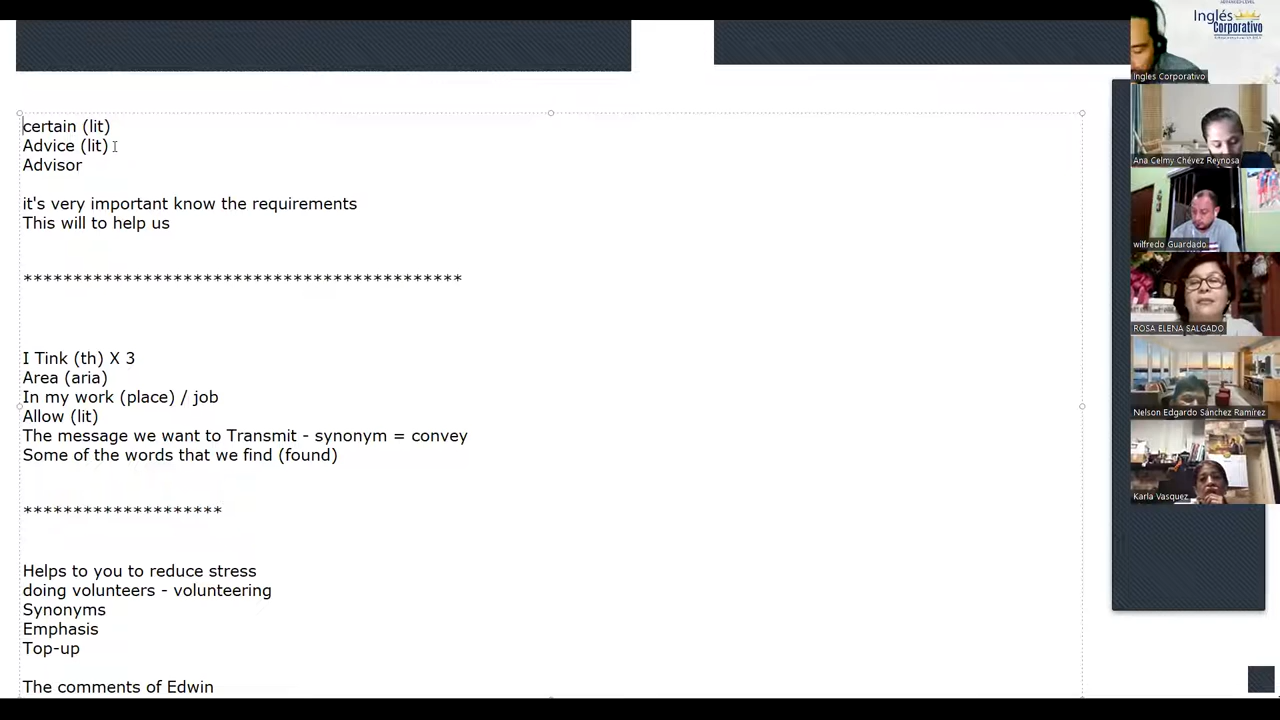 certain (lit)
Advice (lit)
Advisor
it's very important know the requirements
This will to help us
********************************************
I Tink (th) X 3
Area (aria)
In my work (place) / job
Allow (lit)
The message we want to Transmit - synonym = convey
Some of the words that we find (found)
********************
Helps to you to reduce stress
doing volunteers - volunteering
Synonyms
Emphasis
Top-up
The comments of Edwin
Inglés
Corporativo
Ingles Corporativo
Ana Celmy Chévez Reynosa
wilfredo Guardado
ROSA ELENA SALGADO
Nelson Edgardo Sánchez Ramírez
Karla Vasquez